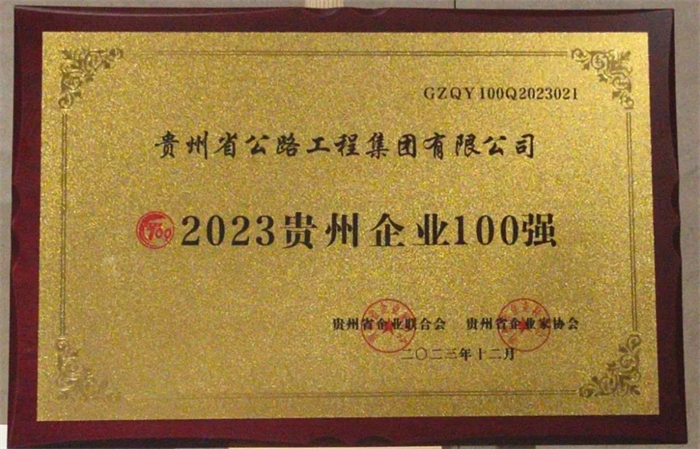 GZQY100Q2023021
贵州省公路工程集团有限公司
2023贵州企业100强
贵州省企业联合会 贵州省企业家协会
二〇二三年十二月